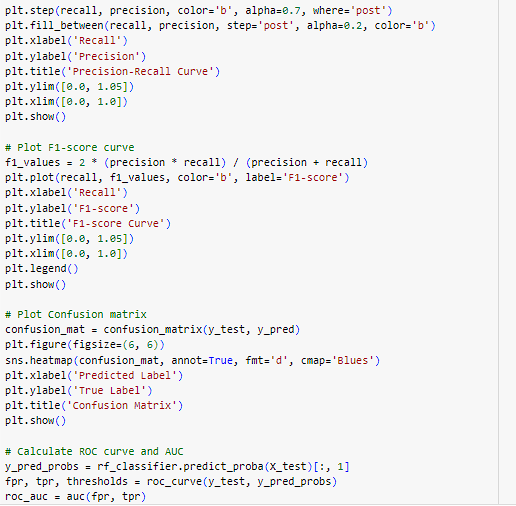 plt.step(recall, precision, color='b', alpha=0.7, where='post')
plt.fill_between(recall, precision, step='post', alpha=0.2, color='b')
plt.xlabel('Recall')
plt.ylabel('Precision')
plt.title('Precision-Recall Curve')
plt.ylim([0.0, 1.05])
plt.xlim([0.0, 1.0])
plt.show()

# Plot F1-score curve
f1_values = 2 * (precision * recall) / (precision + recall)
plt.plot(recall, f1_values, color='b', label='F1-score')
plt.xlabel('Recall')
plt.ylabel('F1-score')
plt.title('F1-score Curve')
plt.ylim([0.0, 1.05])
plt.xlim([0.0, 1.0])
plt.legend()
plt.show()

# Plot Confusion matrix
confusion_mat = confusion_matrix(y_test, y_pred)
plt.figure(figsize=(6, 6))
sns.heatmap(confusion_mat, annot=True, fmt='d', cmap='Blues')
plt.xlabel('Predicted Label')
plt.ylabel('True Label')
plt.title('Confusion Matrix')
plt.show()

# Calculate ROC curve and AUC
y_pred_probs = rf_classifier.predict_proba(X_test)[:, 1]
fpr, tpr, thresholds = roc_curve(y_test, y_pred_probs)
roc_auc = auc(fpr, tpr)